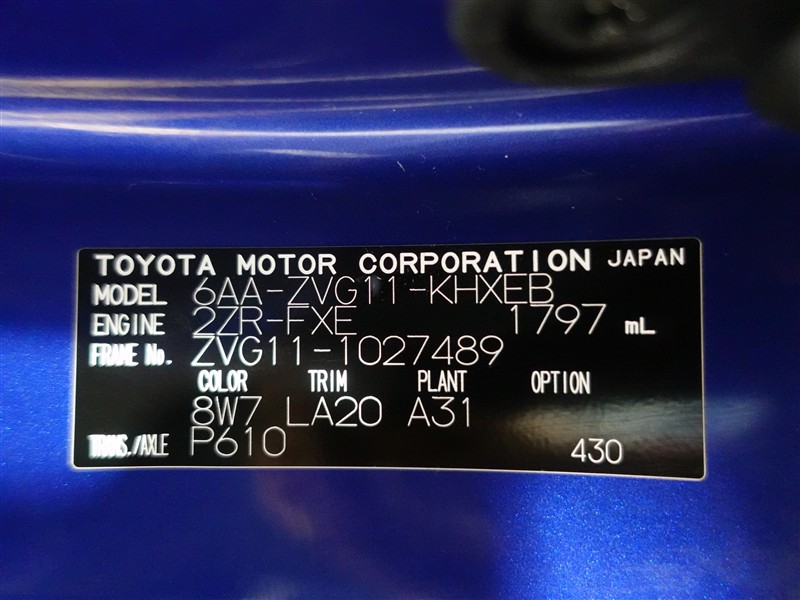 TOYOTA MOTOR CORPORATION JAPAN
MODEL 6AA-ZVG11-KHXEB
ENGINE 2ZR-FXE 1797 mL
FRAME No. ZVG11-1027489
COLOR TRIM PLANT OPTION
8W7 LA20 A31
TRANS./AXLE P610 430